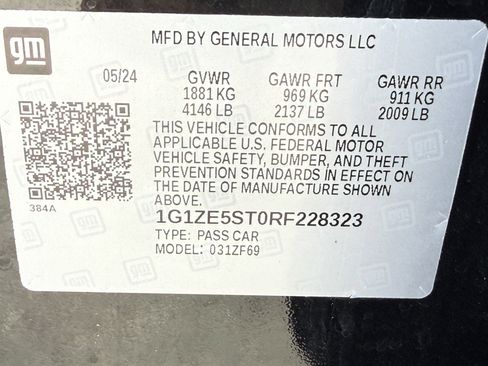 gm
MFD BY GENERAL MOTORS LLC
05/24 GVWR GAWR FRT GAWR RR
1881 KG 969 KG 911 KG
4146 LB 2137 LB 2009 LB
THIS VEHICLE CONFORMS TO ALL
APPLICABLE U.S. FEDERAL MOTOR
VEHICLE SAFETY, BUMPER, AND THEFT
PREVENTION STANDARDS IN EFFECT ON
THE DATE OF MANUFACTURE SHOWN
ABOVE.
384A
1G1ZE5ST0RF228323
TYPE: PASS CAR
MODEL: 031ZF69